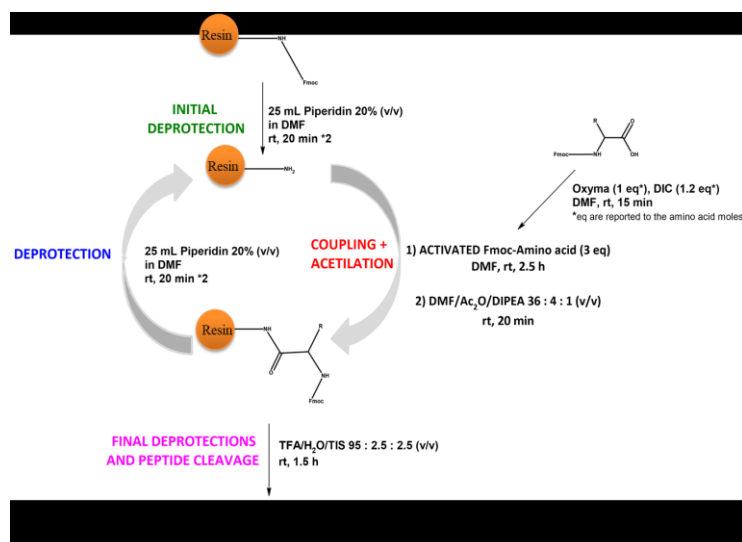 Resin
NH
Fmoc
INITIAL
DEPROTECTION
25 mL Piperidin 20% (v/v)
in DMF
rt, 20 min *2
Resin
NH₂
R
O
Fmoc
NH
OH
Oxyma (1 eq*), DIC (1.2 eq*)
DMF, rt, 15 min
*eq are reported to the amino acid moles
DEPROTECTION
25 mL Piperidin 20% (v/v)
in DMF
rt, 20 min *2
COUPLING +
ACETILATION
1) ACTIVATED Fmoc-Amino acid (3 eq)
DMF, rt, 2.5 h
2) DMF/Ac₂O/DIPEA 36 : 4 : 1 (v/v)
rt, 20 min
Resin
NH
R
O
NH
Fmoc
FINAL DEPROTECTIONS
AND PEPTIDE CLEAVAGE
TFA/H₂O/TIS 95 : 2.5 : 2.5 (v/v)
rt, 1.5 h